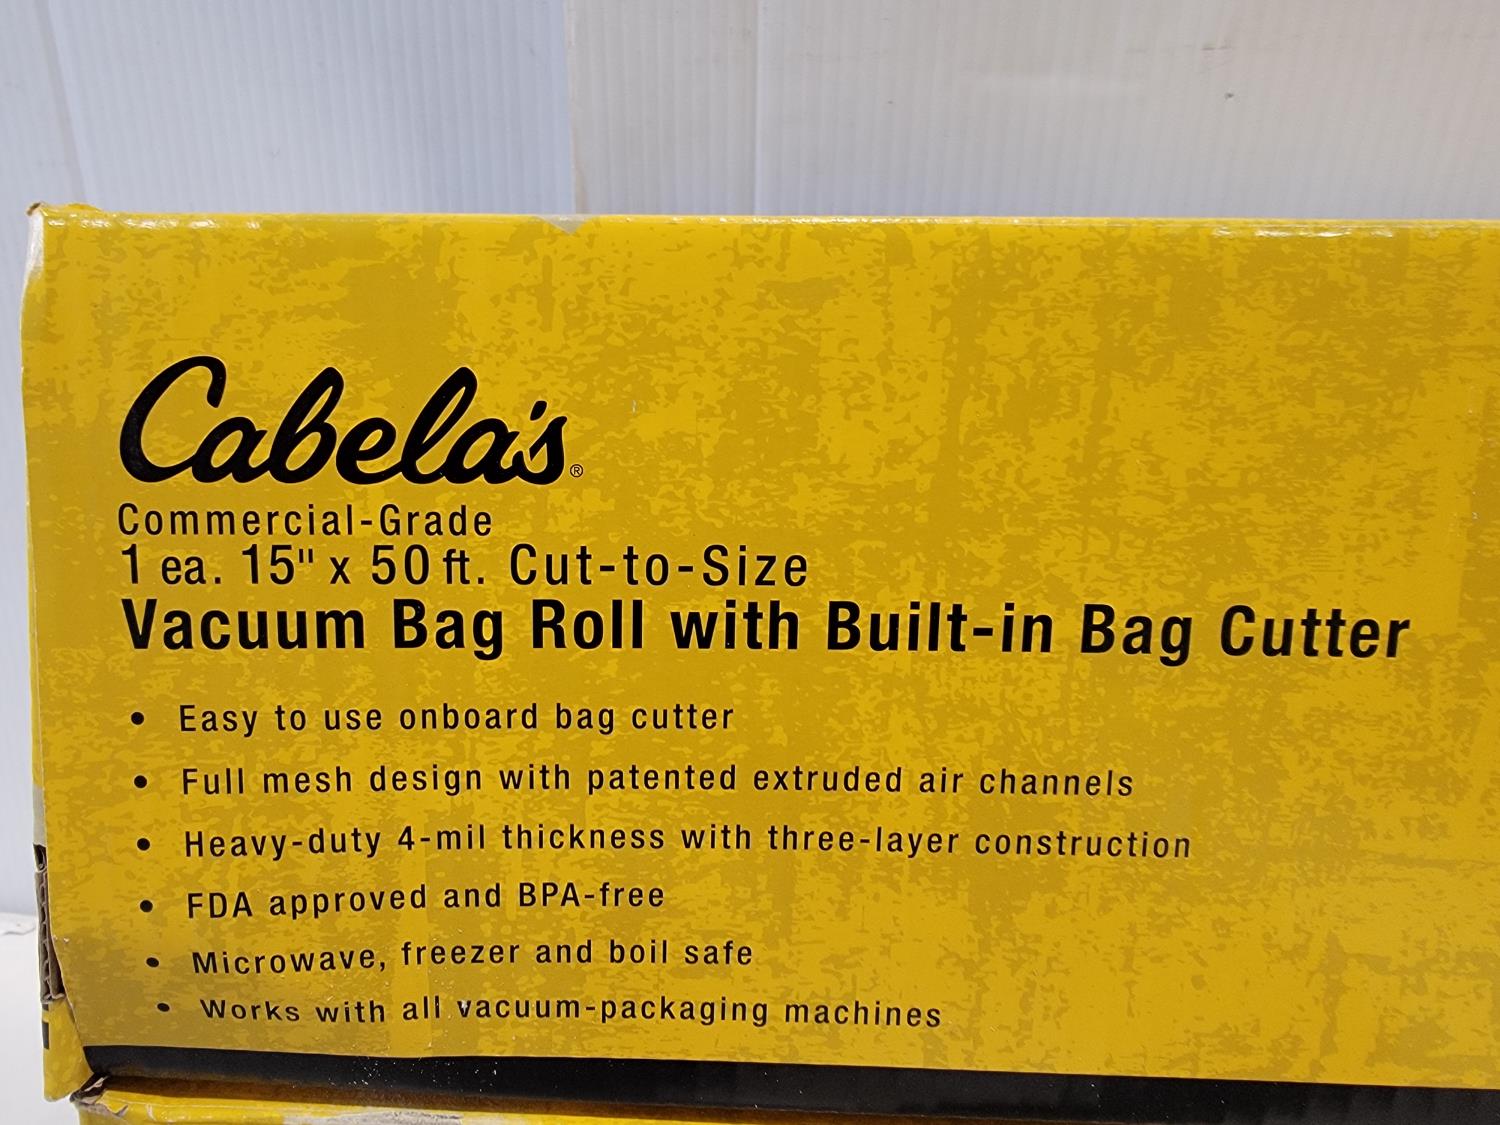 Cabela's®
Commercial-Grade
1 ea. 15" x 50 ft. Cut-to-Size
Vacuum Bag Roll with Built-in Bag Cutter
• Easy to use onboard bag cutter
• Full mesh design with patented extruded air channels
• Heavy-duty 4-mil thickness with three-layer construction
• FDA approved and BPA-free
• Microwave, freezer and boil safe
• Works with all vacuum-packaging machines